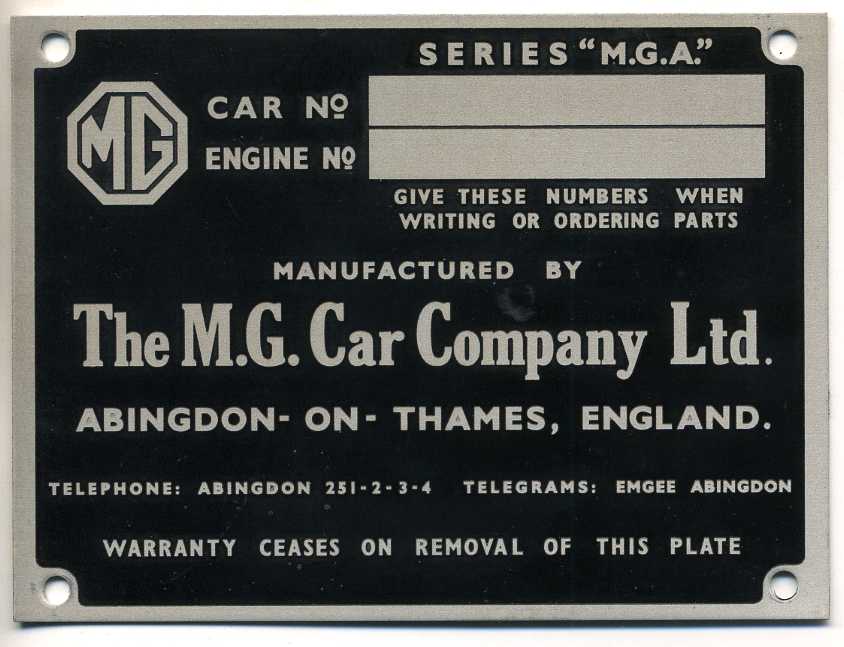 SERIES "M.G.A."
MG
CAR Nº
ENGINE Nº
GIVE THESE NUMBERS WHEN
WRITING OR ORDERING PARTS
MANUFACTURED BY
The M.G. Car Company Ltd.
ABINGDON-ON-THAMES, ENGLAND.
TELEPHONE: ABINGDON 251-2-3-4 TELEGRAMS: EMGEE ABINGDON
WARRANTY CEASES ON REMOVAL OF THIS PLATE